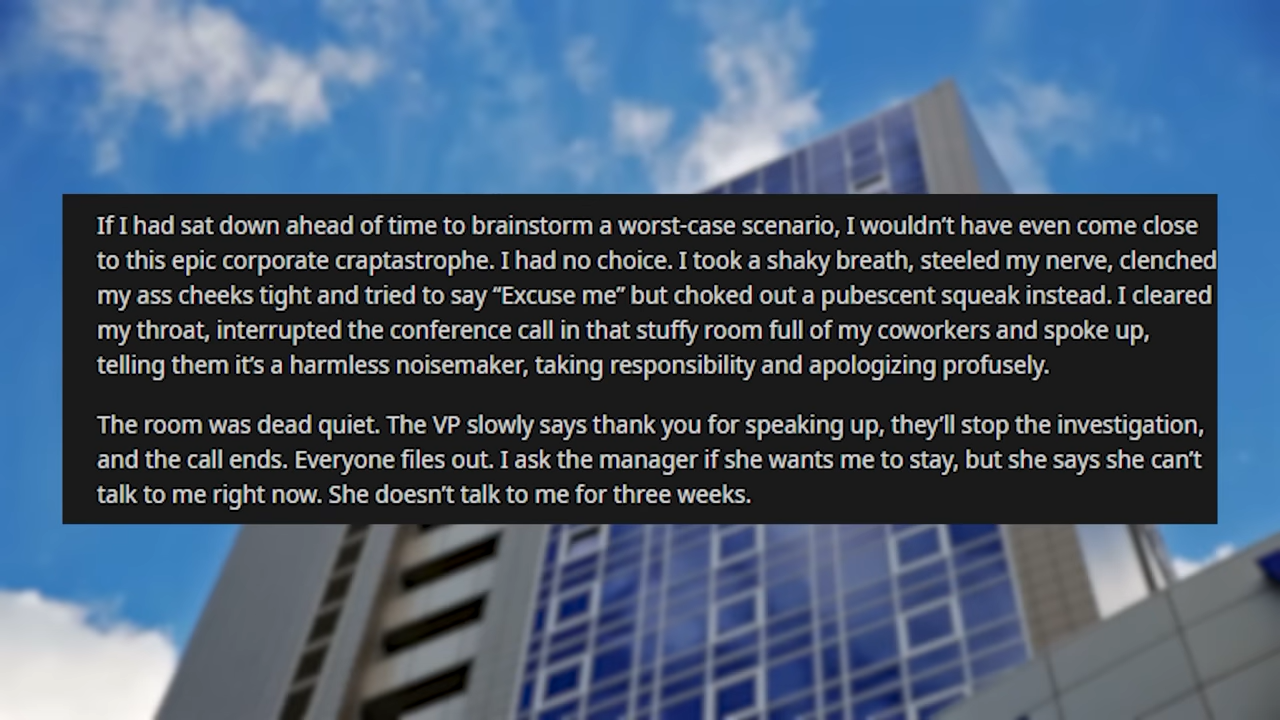 If I had sat down ahead of time to brainstorm a worst-case scenario, I wouldn’t have even come close
to this epic corporate craptastrophe. I had no choice. I took a shaky breath, steeled my nerve, clenched
my ass cheeks tight and tried to say “Excuse me” but choked out a pubescent squeak instead. I cleared
my throat, interrupted the conference call in that stuffy room full of my coworkers and spoke up,
telling them it’s a harmless noisemaker, taking responsibility and apologizing profusely.
The room was dead quiet. The VP slowly says thank you for speaking up, they’ll stop the investigation,
and the call ends. Everyone files out. I ask the manager if she wants me to stay, but she says she can’t
talk to me right now. She doesn’t talk to me for three weeks.